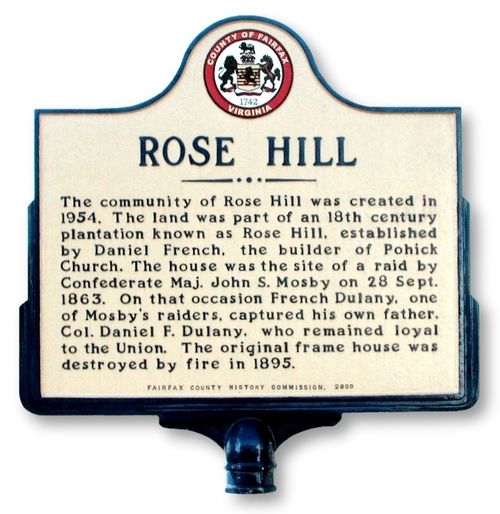 COUNTY OF FAIRFAX
1742
VIRGINIA
ROSE HILL
The community of Rose Hill was created in
1954. The land was part of an 18th century
plantation known as Rose Hill, established
by Daniel French, the builder of Pohick
Church. The house was the site of a raid by
Confederate Maj. John S. Mosby on 28 Sept.
1863. On that occasion French Dulany, one
of Mosby's raiders, captured his own father,
Col. Daniel F. Dulany, who remained loyal
to the Union. The original frame house was
destroyed by fire in 1895.
FAIRFAX COUNTY HISTORY COMMISSION, 2000